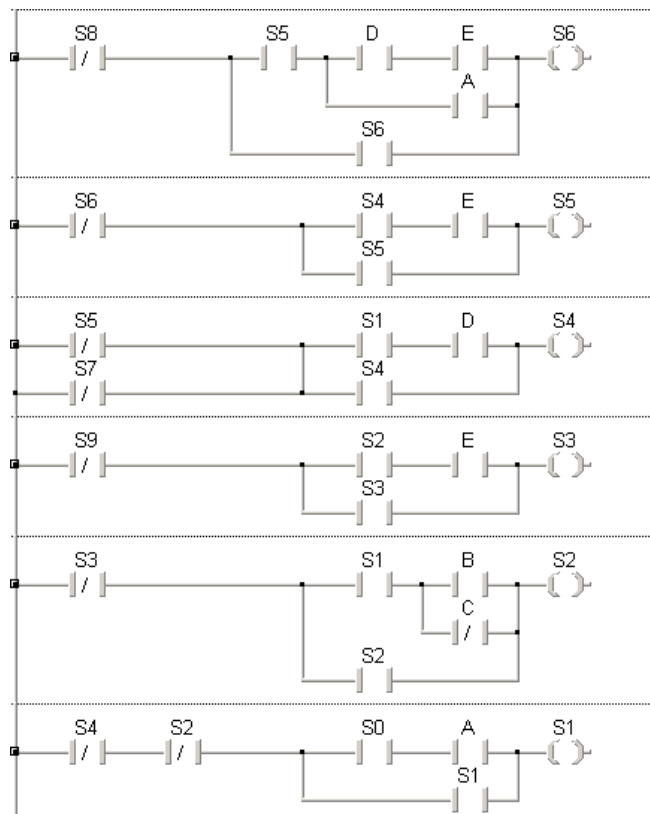 S8 S5 D E S6
A
S6
S6 S4 E S5
S5
S5 S1 D S4
S7 S4
S9 S2 E S3
S3
S3 S1 B S2
C
S2
S4 S2 S0 A S1
S1